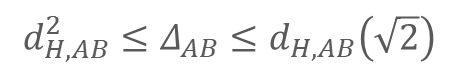 d²_{H,AB} ≤ Δ_{AB} ≤ d_{H,AB}(√2)